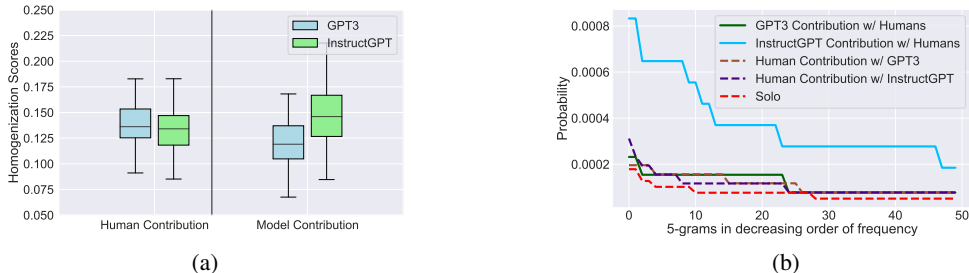 0.250
0.225
0.200
0.175
0.150
0.125
0.100
0.075
0.050
Homogenization Scores
GPT3
InstructGPT
Human Contribution
Model Contribution
(a)
0.0008
0.0006
0.0004
0.0002
Probability
GPT3 Contribution w/ Humans
InstructGPT Contribution w/ Humans
Human Contribution w/ GPT3
Human Contribution w/ InstructGPT
Solo
0 10 20 30 40 50
5-grams in decreasing order of frequency
(b)